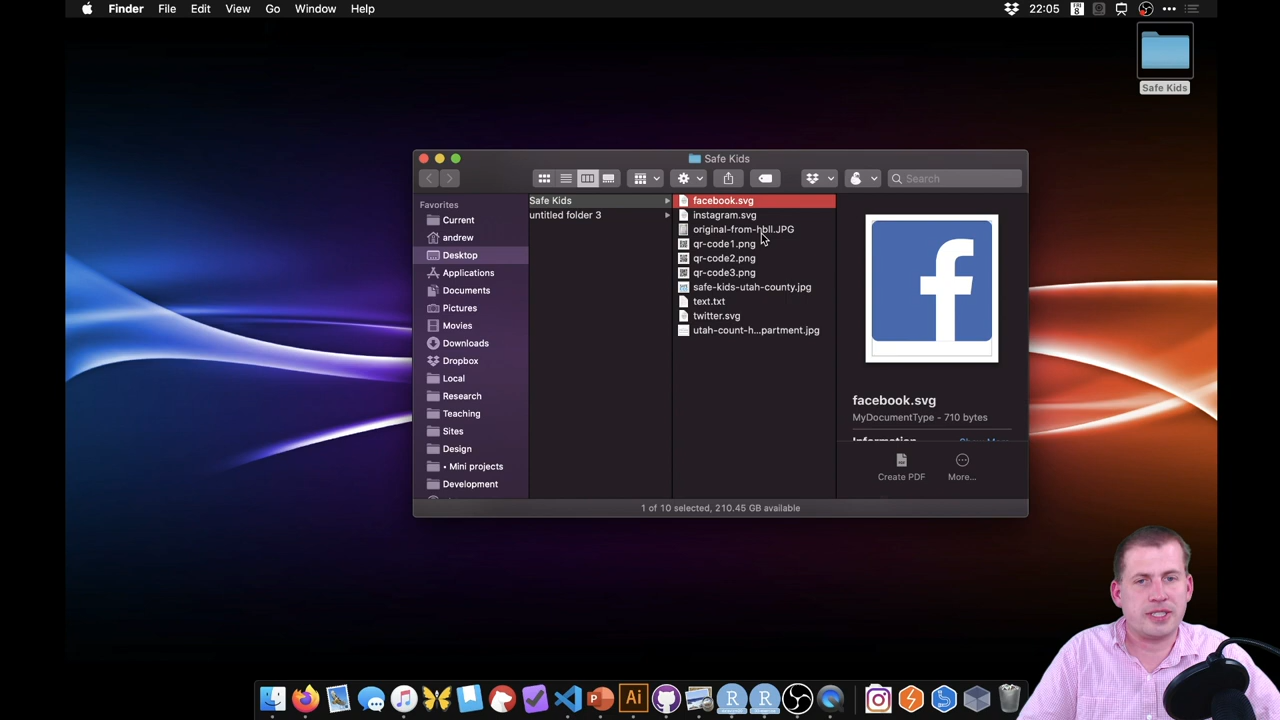 Finder File Edit View Go Window Help
22:05 FRI 8
Safe Kids
Safe Kids
Search
Favorites
Current
andrew
Desktop
Applications
Documents
Pictures
Movies
Downloads
Dropbox
Local
Research
Teaching
Sites
Design
• Mini projects
Development
Safe Kids
untitled folder 3
facebook.svg
instagram.svg
original-from-hbll.JPG
qr-code1.png
qr-code2.png
qr-code3.png
safe-kids-utah-county.jpg
text.txt
twitter.svg
utah-count-h...partment.jpg
f
facebook.svg
MyDocumentType - 710 bytes
Information
Create PDF
More...
1 of 10 selected, 210.45 GB available
Ai
R
R